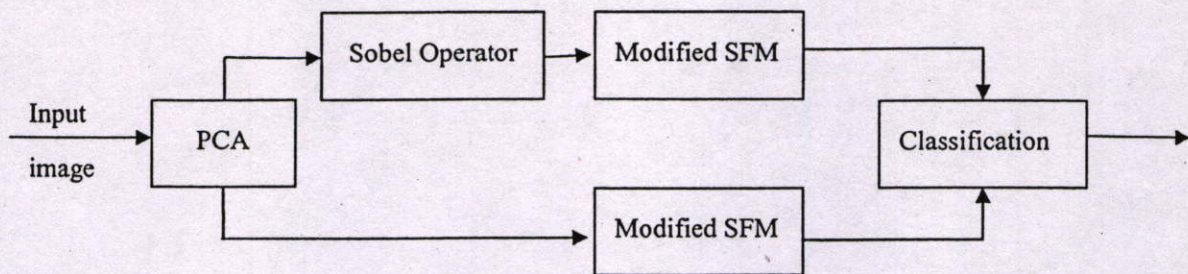 Sobel Operator
Modified SFM
Input
image
PCA
Classification
Modified SFM